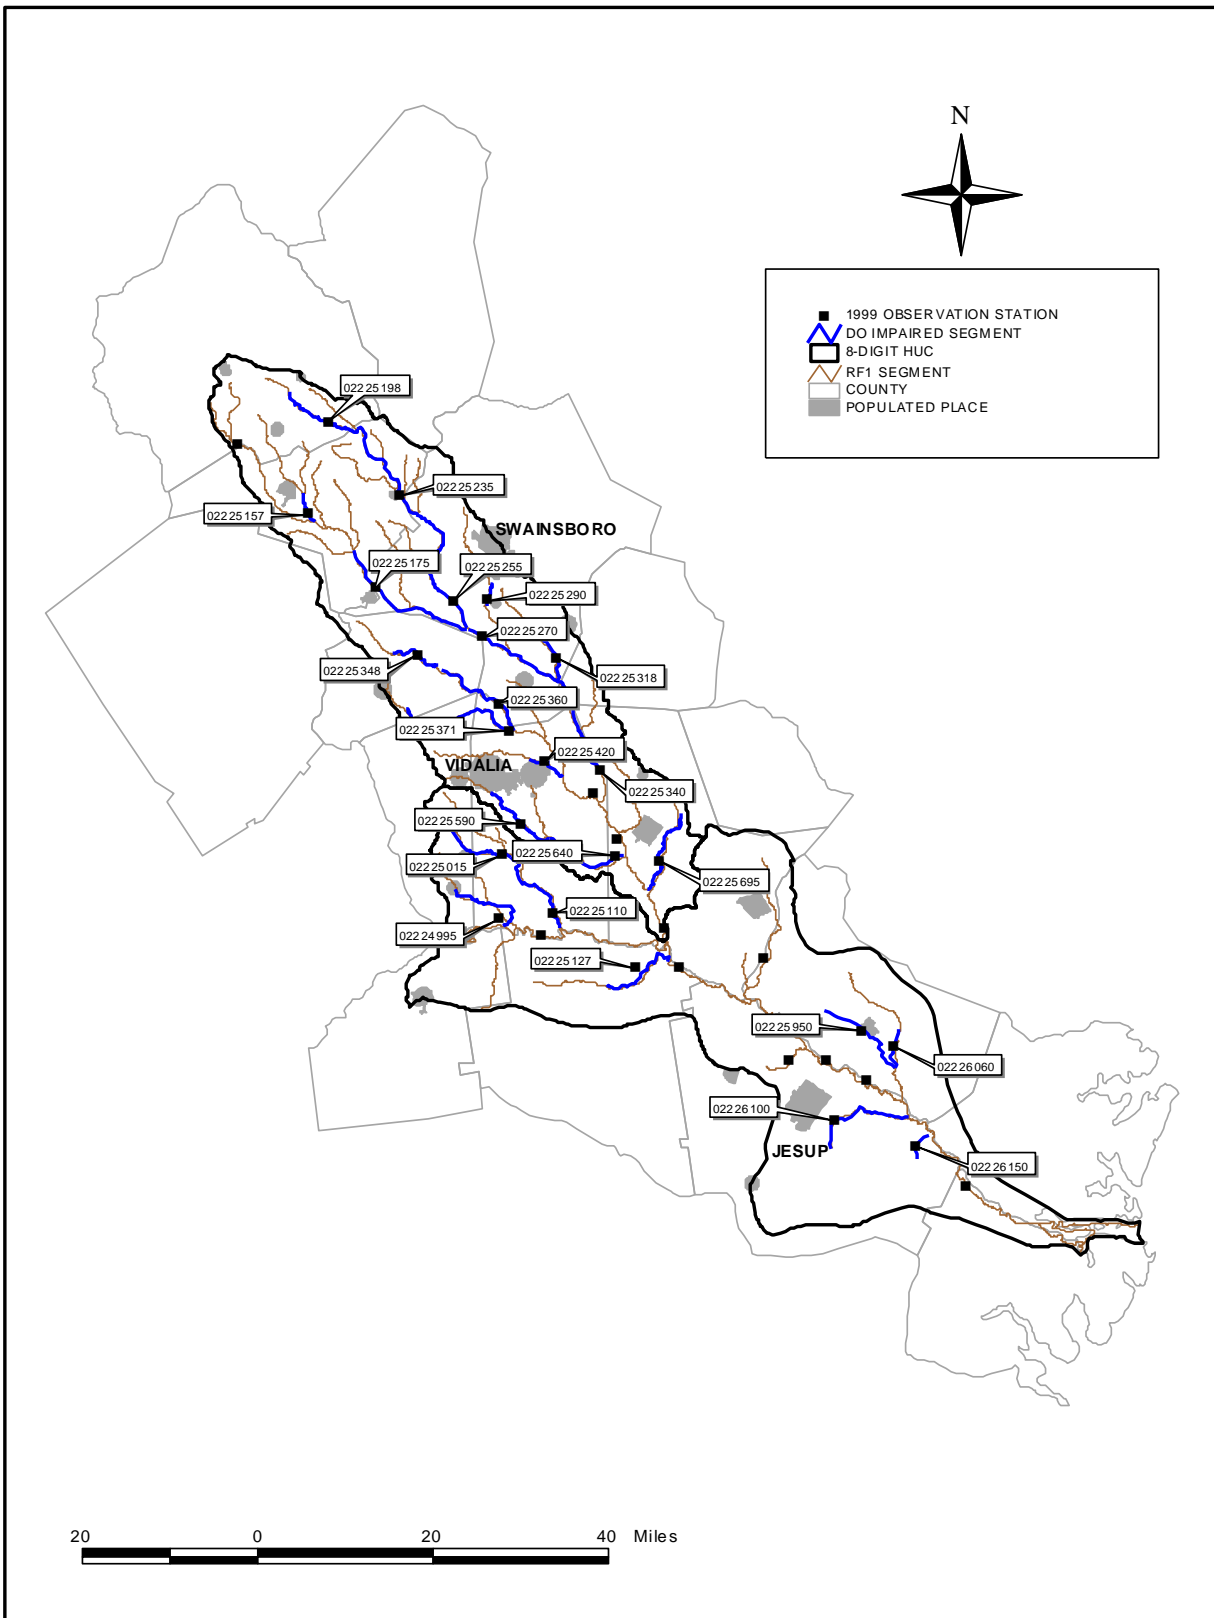 N
1999 OBSERVATION STATION
DO IMPAIRED SEGMENT
8-DIGIT HUC
RF1 SEGMENT
COUNTY
POPULATED PLACE
02225198
02225235
02225157
SWAINSBORO
02225175
02225255
02225290
02225270
02225348
02225318
02225360
02225371
02225420
VIDALIA
02225340
02225590
02225640
02225015
02225695
02225110
02224995
02225127
02225950
02226060
02226100
JESUP
02226150
20 0 20 40 Miles